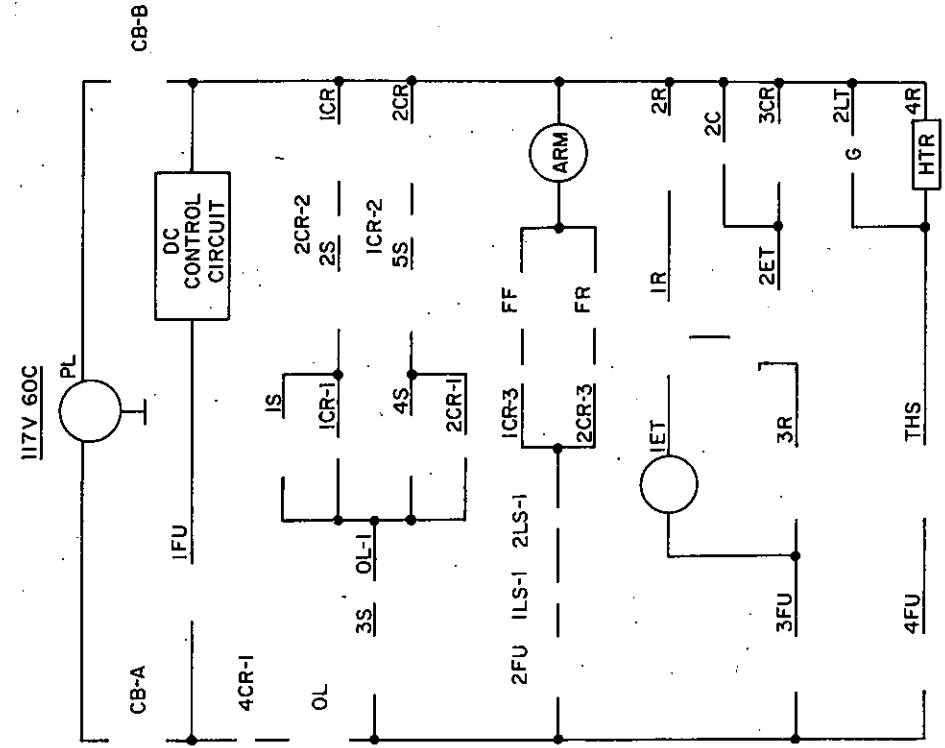 117V 60C
PL
CB-A
CB-B
1FU
DC
CONTROL
CIRCUIT
4CR-1
OL
3S
OL-1
1S
1CR-1
2CR-2
2S
1CR
4S
2CR-1
1CR-2
5S
2CR
2FU
1LS-1
2LS-1
1CR-3
FF
2CR-3
FR
ARM
1ET
1R
2R
3FU
3R
2ET
2C
3CR
4FU
THS
G
2LT
4R
HTR